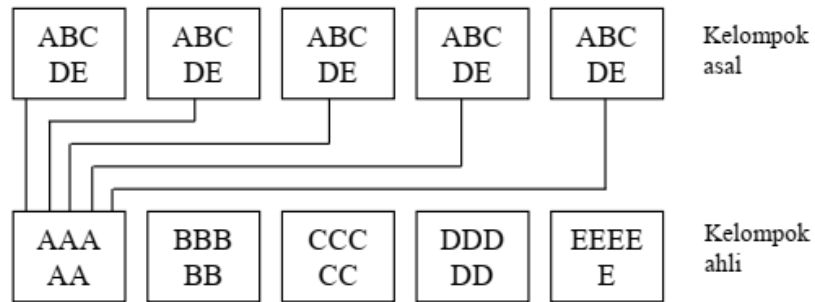 ABC
DE
ABC
DE
ABC
DE
ABC
DE
ABC
DE
Kelompok
asal
AAA
AA
BBB
BB
CCC
CC
DDD
DD
EEEE
E
Kelompok
ahli